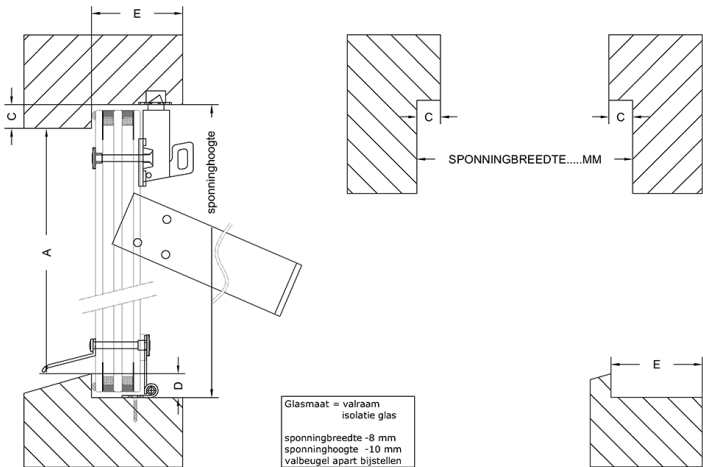 E
C
sponninghoogte
A
D
C
C
SPONNINGBREEDTE.....MM
E
Glasmaat = valraam
isolatie glas
sponningbreedte -8 mm
sponninghoogte -10 mm
valbeugel apart bijstellen